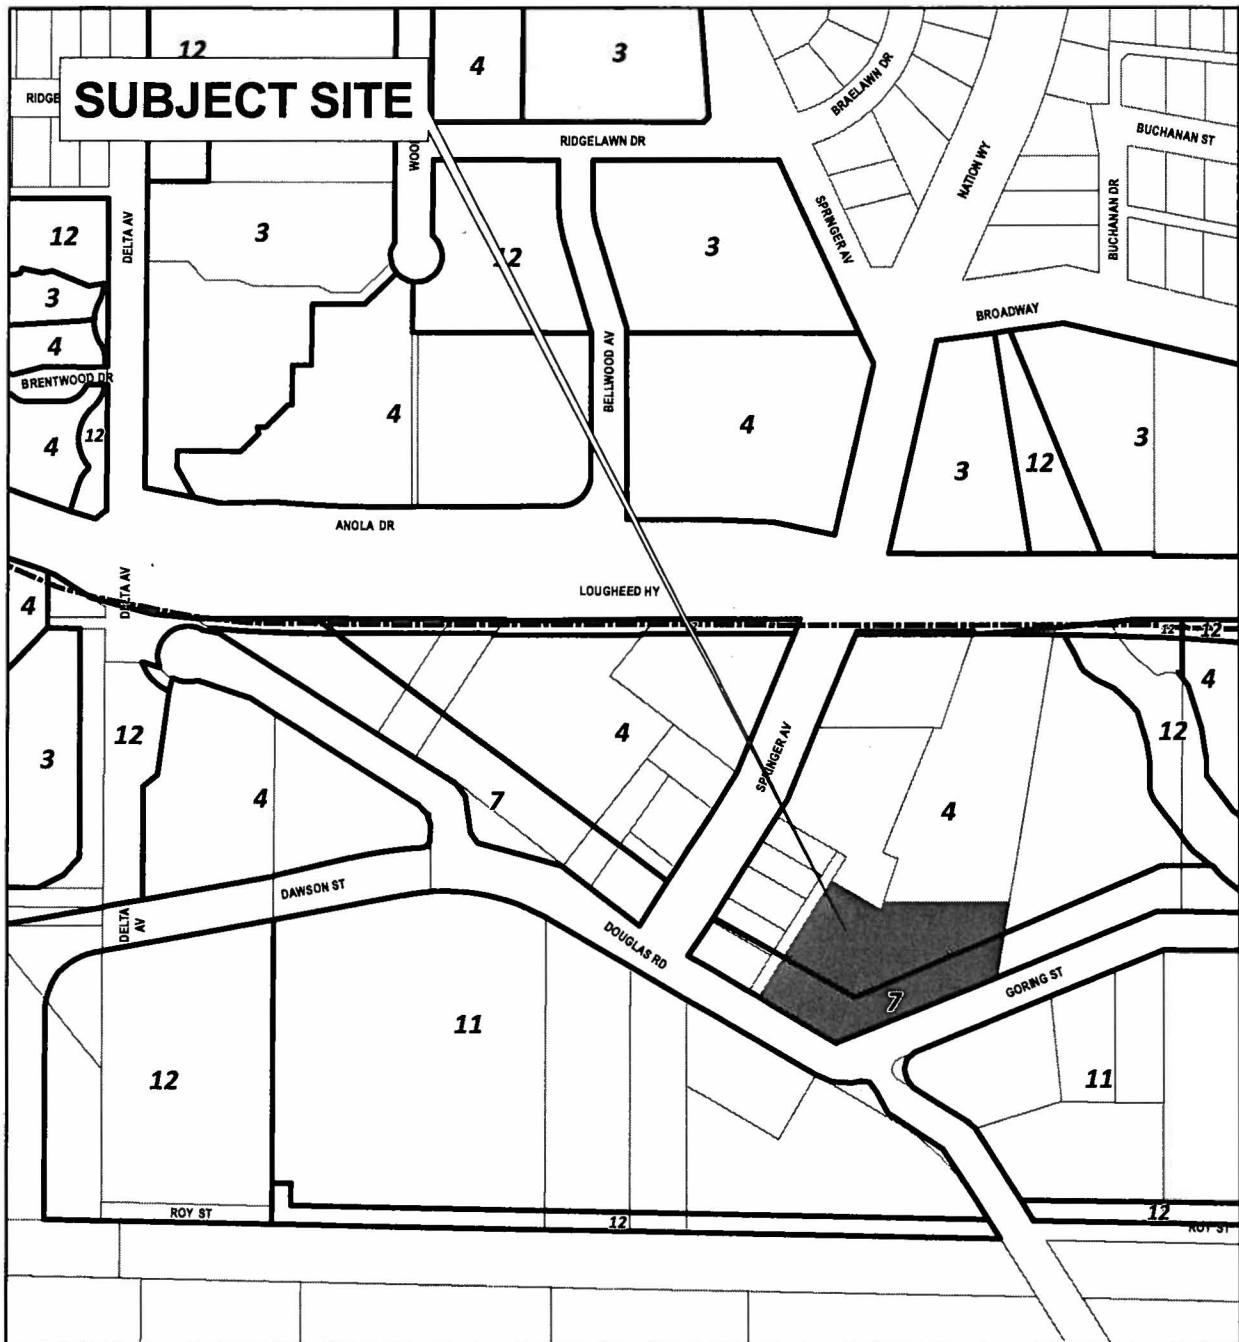 12
4
3
RIDGE
SUBJECT SITE
WOO
RIDGELAWN DR
BRAELAWN DR
NATION WY
BUCHANAN ST
BUCHANAN DR
SPRINGER AV
DELTA AV
12
3
12
3
3
4
BRENTWOOD DR
BROADWAY
BELLWOOD AV
4
12
4
4
3
12
3
ANOLA DR
LOUGHEED HY
DELTA AV
4
12
12
4
3
12
4
7
4
SPRINGER AV
4
12
DAWSON ST
DELTA
AV
DOUGLAS RD
GORING ST
7
11
12
11
ROY ST
12
12
ROY ST